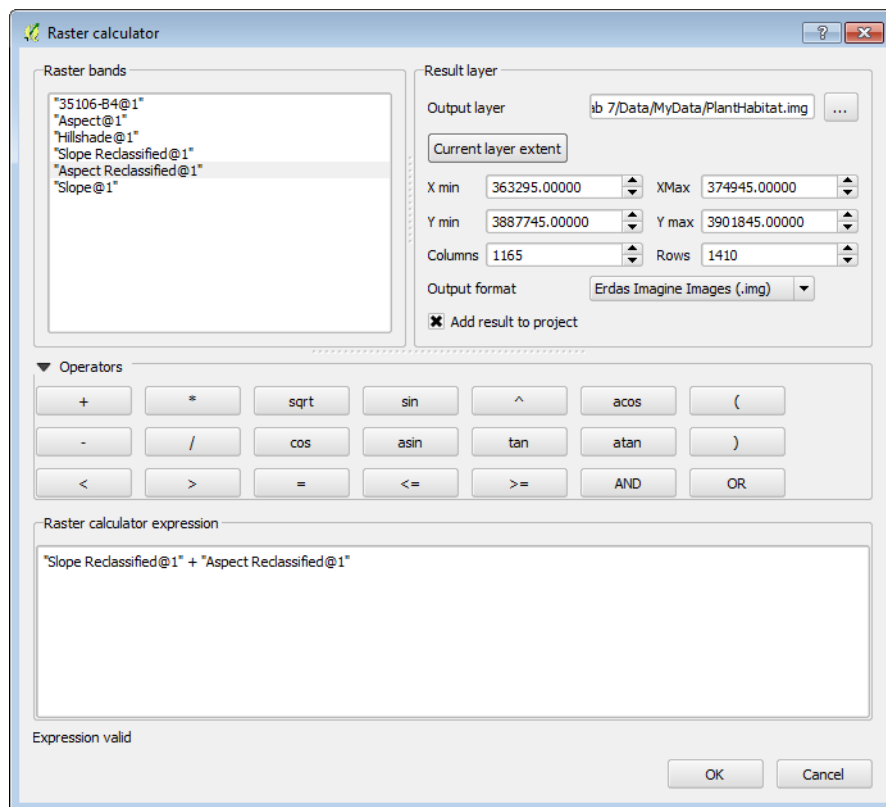 Raster calculator
Raster bands
"35106-B4@1"
"Aspect@1"
"Hillshade@1"
"Slope Reclassified@1"
"Aspect Reclassified@1"
"Slope@1"
Result layer
Output layer ab 7/Data/MyData/PlantHabitat.img ...
Current layer extent
X min 363295.00000 XMax 374945.00000
Y min 3887745.00000 Y max 3901845.00000
Columns 1165 Rows 1410
Output format Erdas Imagine Images (.img)
Add result to project
Operators
+ * sqrt sin ^ acos (
- / cos asin tan atan )
< > = <= >= AND OR
Raster calculator expression
"Slope Reclassified@1" + "Aspect Reclassified@1"
Expression valid
OK Cancel